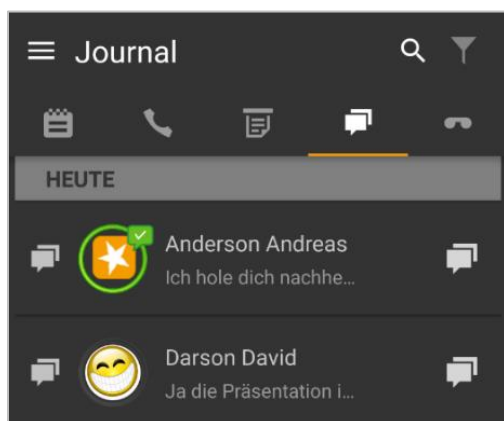 Journal
HEUTE
Anderson Andreas
Ich hole dich nachhe...
Darson David
Ja die Präsentation i...